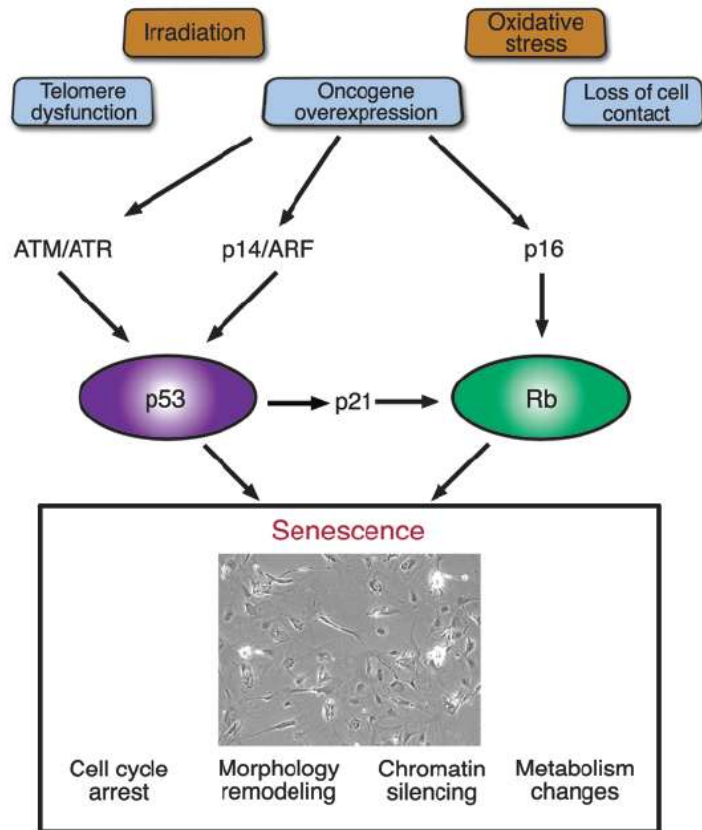 Irradiation
Oxidative
stress
Telomere
dysfunction
Oncogene
overexpression
Loss of cell
contact
ATM/ATR
p14/ARF
p16
p53
p21
Rb
Senescence
Cell cycle
arrest
Morphology
remodeling
Chromatin
silencing
Metabolism
changes